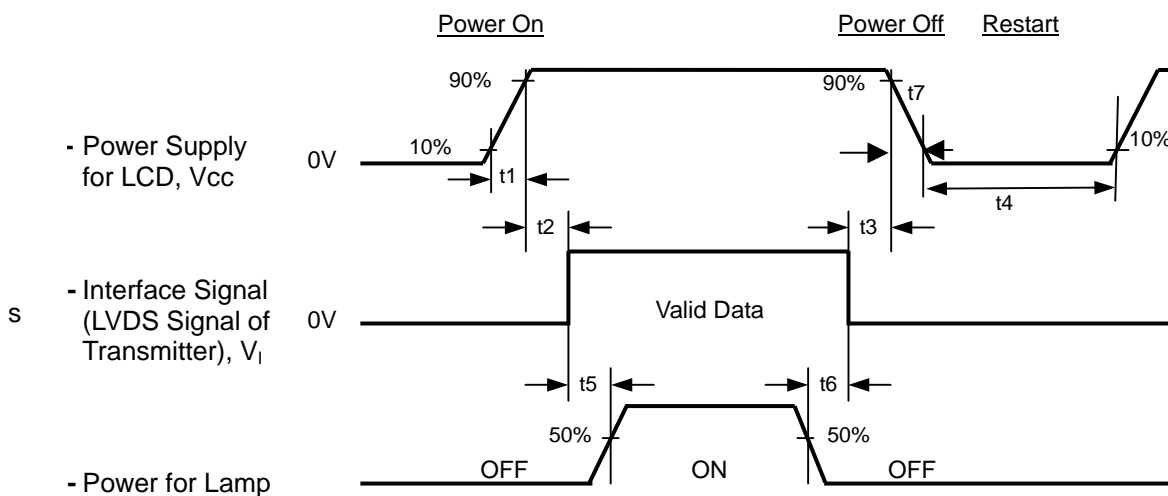 Power On
Power Off Restart
90%
90%
t7
- Power Supply
for LCD, Vcc
0V
10%
10%
t1
t4
t2
t3
s
- Interface Signal
(LVDS Signal of
Transmitter), VI
0V
Valid Data
t5
t6
50%
50%
- Power for Lamp
OFF
ON
OFF